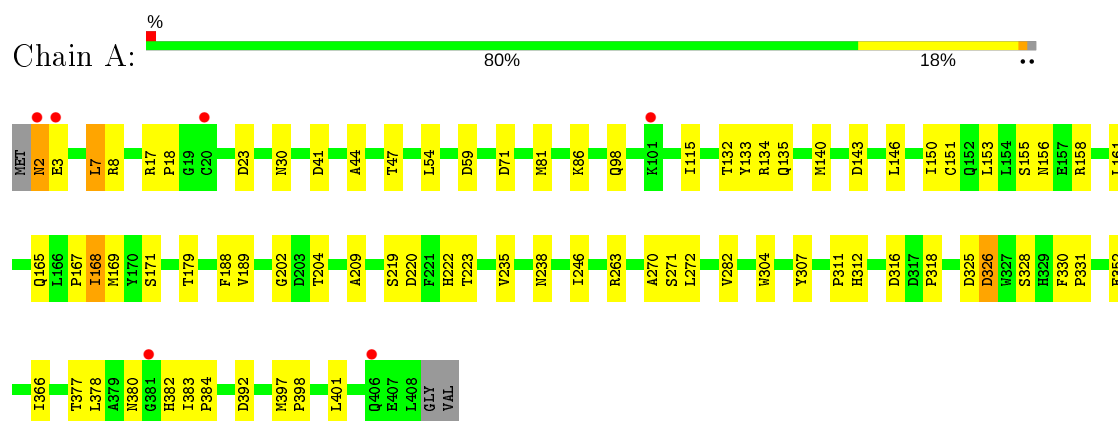 %
Chain A:
80% 18% ••
MET N2 E3 L7 R8 R17 P18 G19 C20 D23 N30 D41 A44 T47 L54 D59 D71 M81 K86 Q98 K101 I115 T132 Y133 R134 Q135 M140 D143 L146 I150 C151 Q152 L153 L154 S155 N156 E157 R158 L161
Q165 L166 P167 I168 M169 Y170 S171 T179 F188 V189 G202 D203 T204 A209 S219 D220 F221 H222 T223 V235 N238 I246 R263 A270 S271 L272 V282 W304 Y307 P311 H312 D316 D317 P318 D325 D326 W327 S328 H329 F330 P331
I366 T377 L378 A379 N380 G381 H382 I383 P384 D392 M397 P398 L401 Q406 E407 L408 GLY VAL